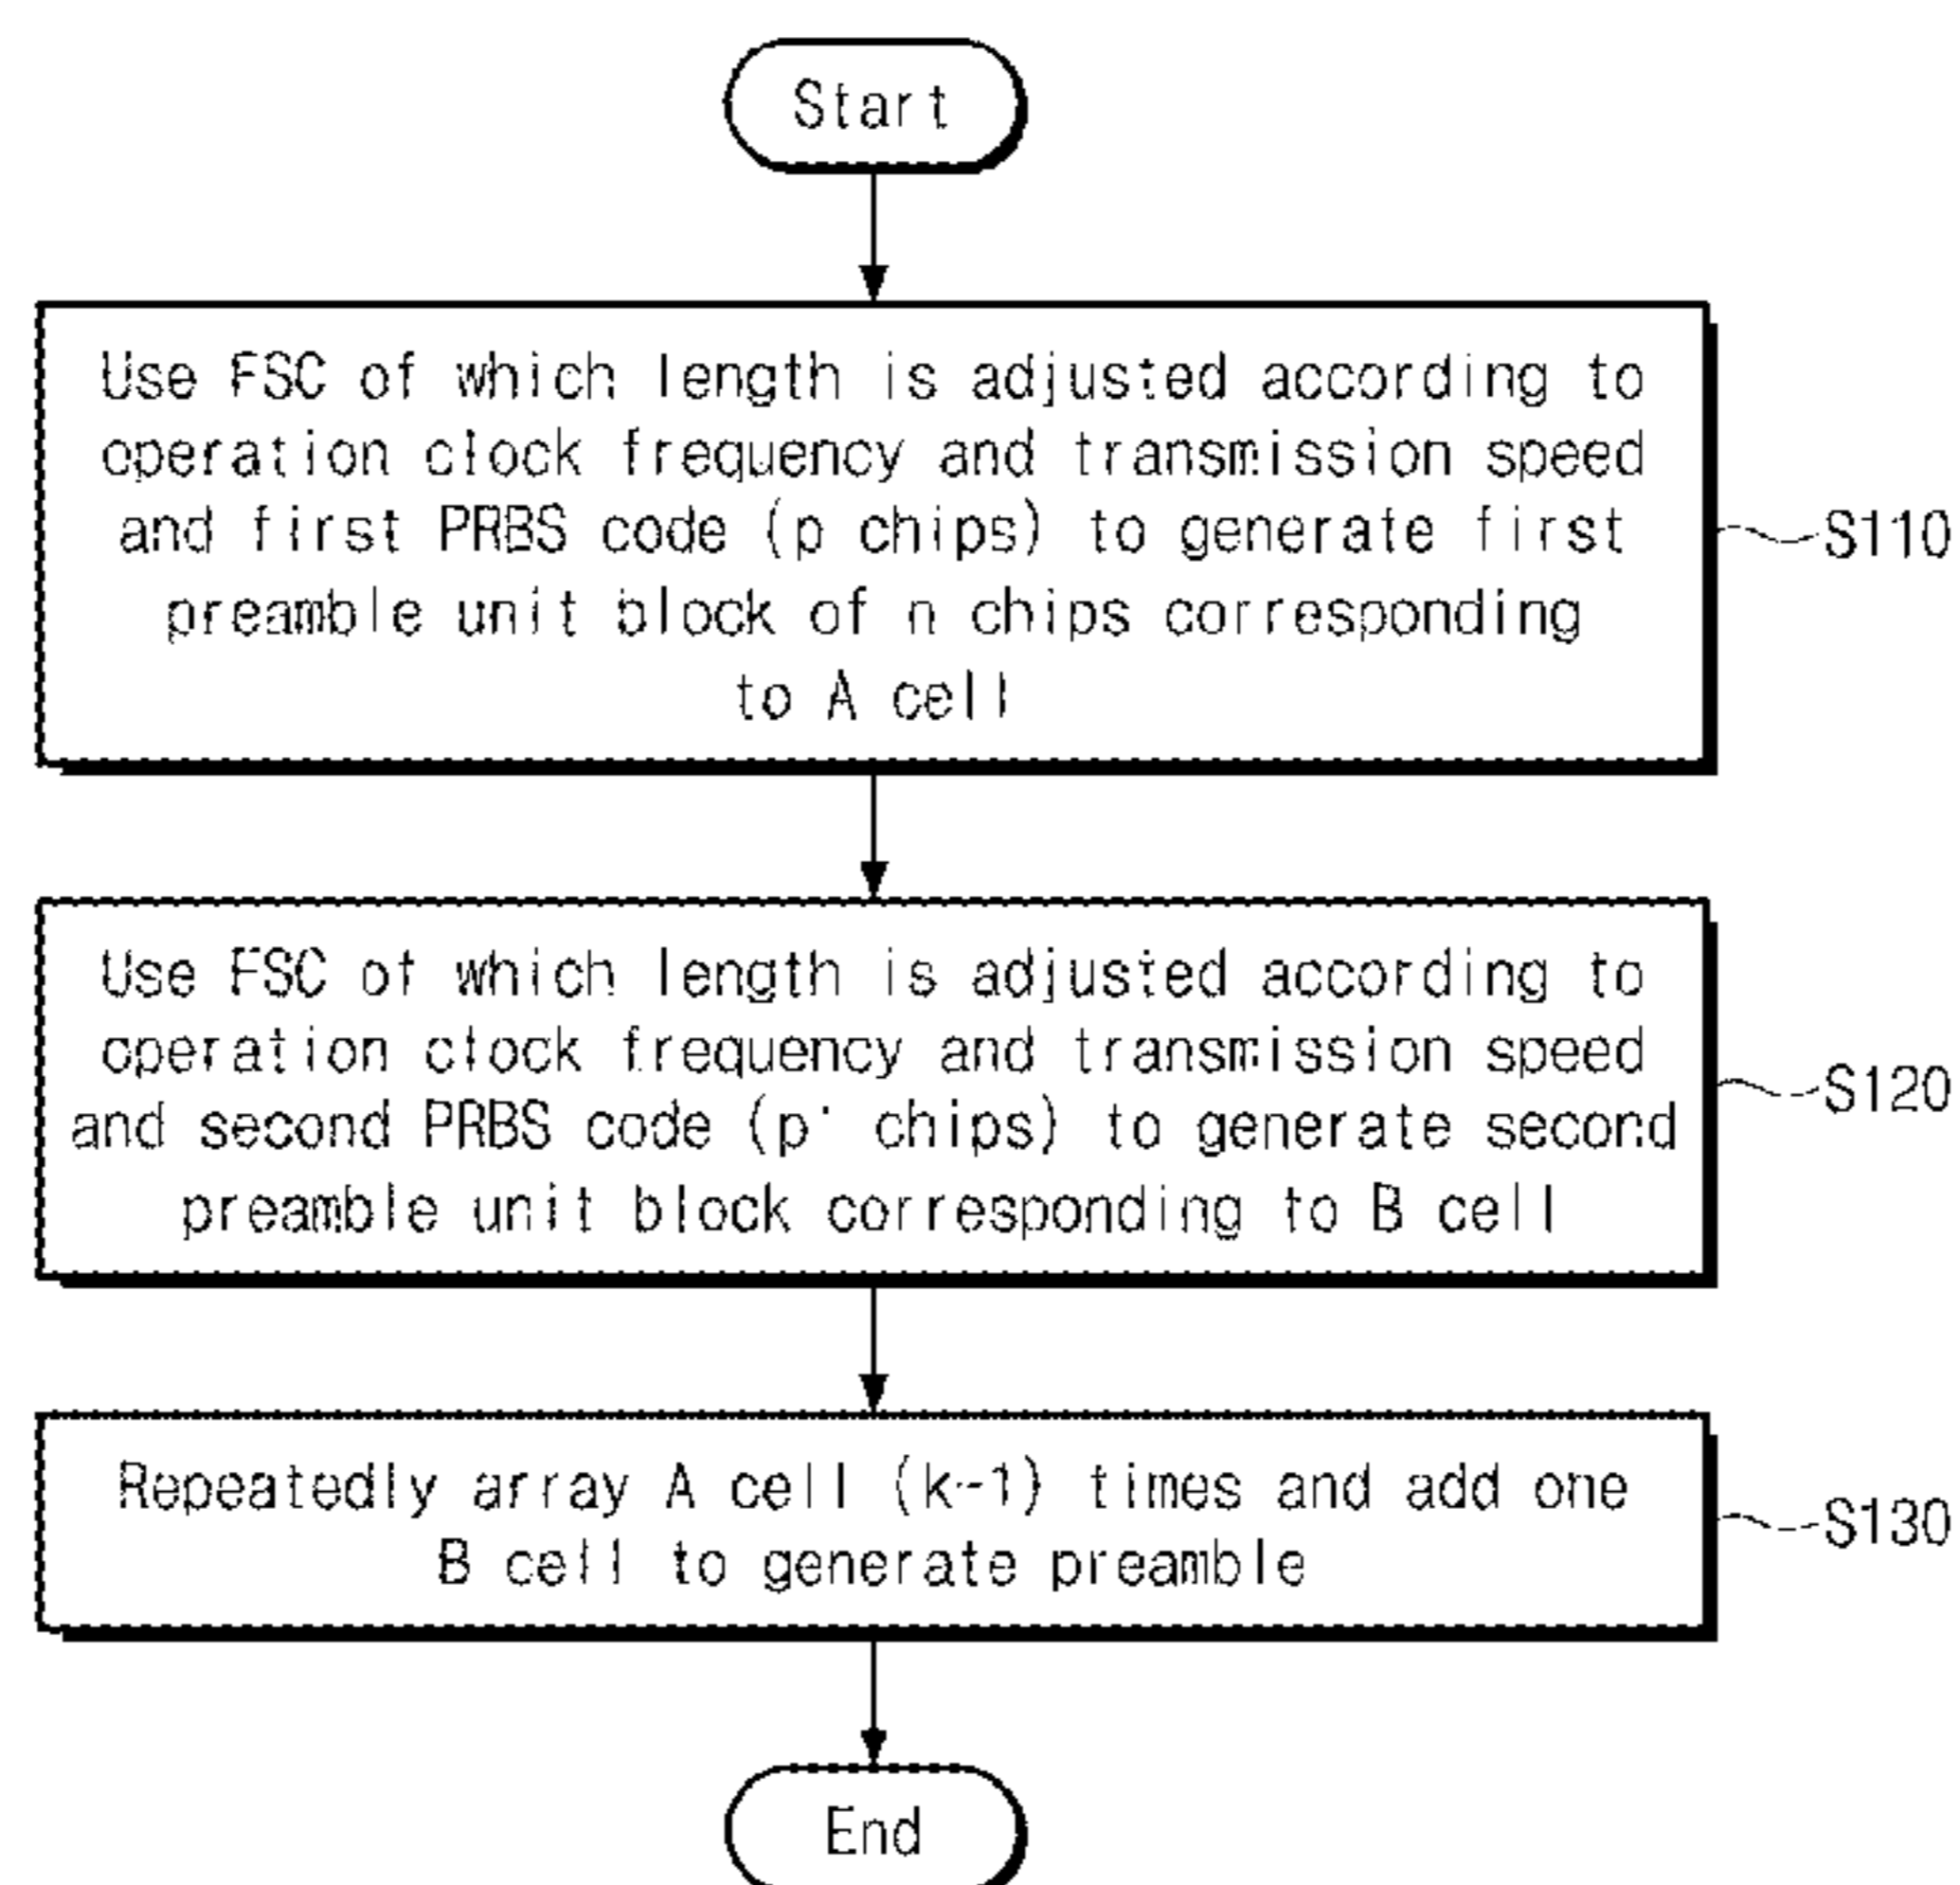 Start
Use FSC of which length is adjusted according to
operation clock frequency and transmission speed
and first PRBS code (p chips) to generate first
preamble unit block of n chips corresponding
to A cell
S110
Use FSC of which length is adjusted according to
operation clock frequency and transmission speed
and second PRBS code (p' chips) to generate second
preamble unit block corresponding to B cell
S120
Repeatedly array A cell (k-1) times and add one
B cell to generate preamble
S130
End